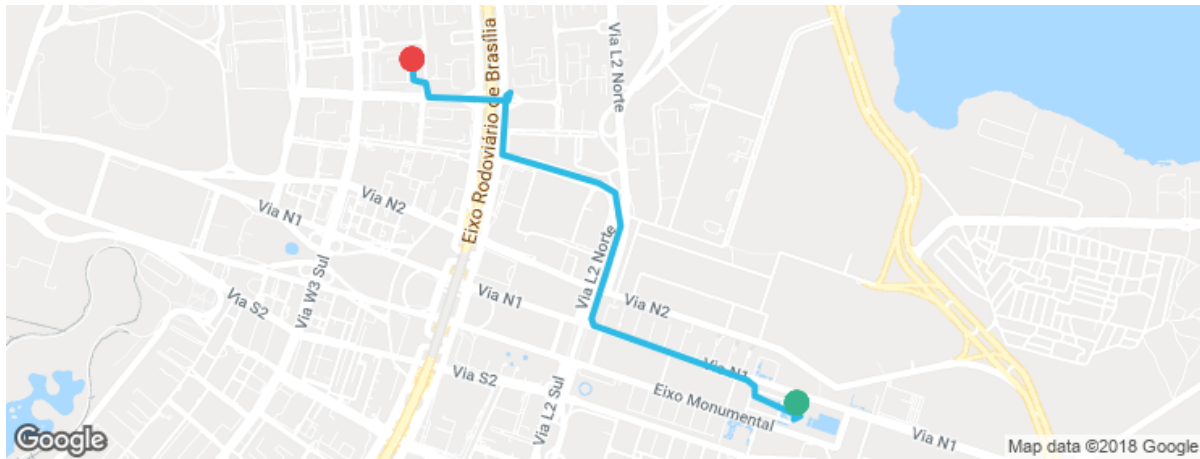 Via L2 Norte
Eixo Rodoviário de Brasília
Via N1
Via N2
Via W3 Sul
Via S2
Via L2 Norte
Via N1
Via N2
Via S2
Via L2 Sul
Via N1
Eixo Monumental
Via N1
Google
Map data ©2018 Google